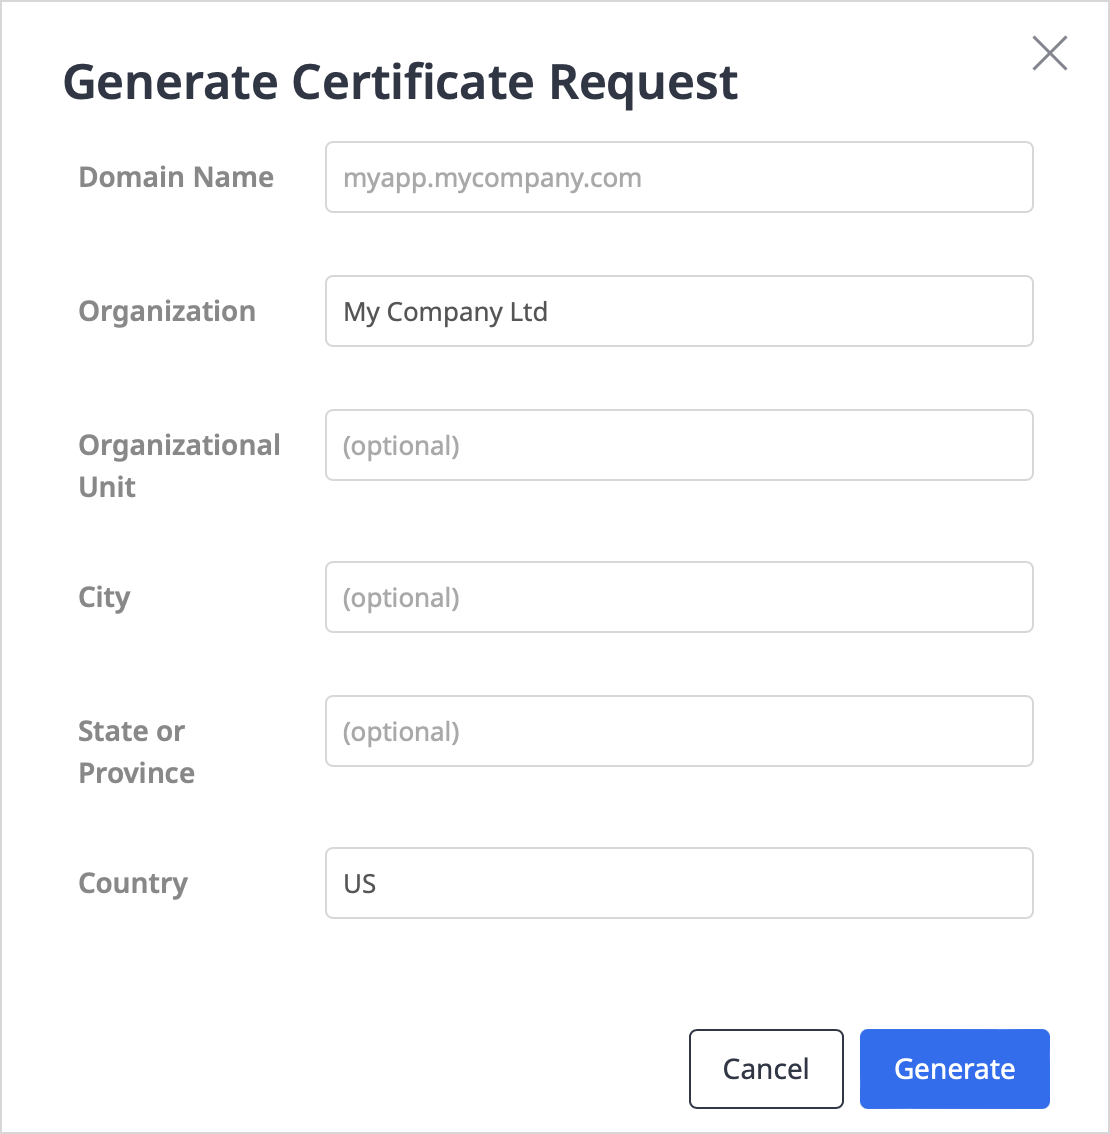 Generate Certificate Request
Domain Name
myapp.mycompany.com
Organization
My Company Ltd
Organizational
Unit
(optional)
City
(optional)
State or
Province
(optional)
Country
US
Cancel
Generate